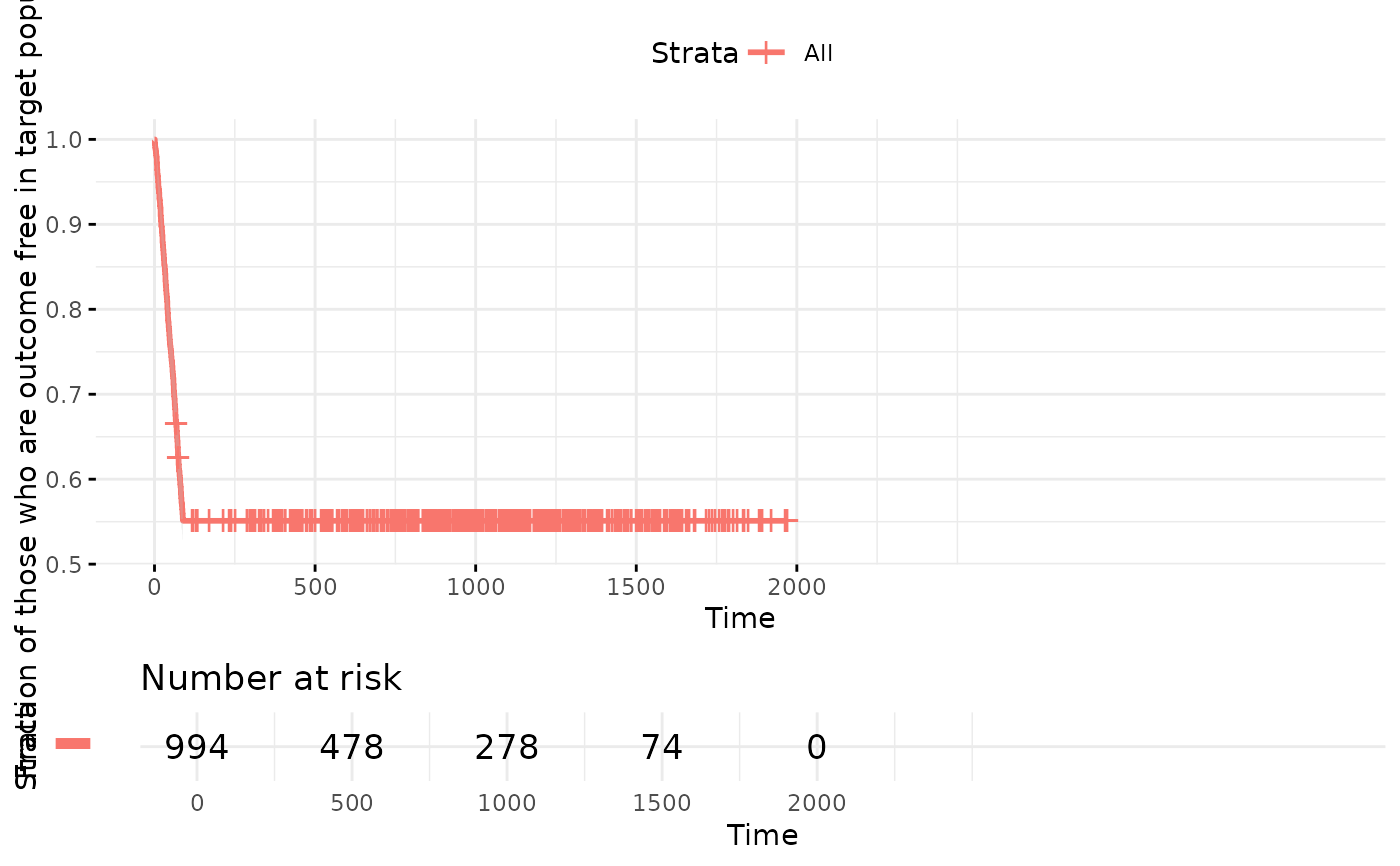 Strata All
Fraction of those who are outcome free in target popu
1.0
0.9
0.8
0.7
0.6
0.5
0 500 1000 1500 2000
Time
Number at risk
Strata
994 478 278 74 0
0 500 1000 1500 2000
Time